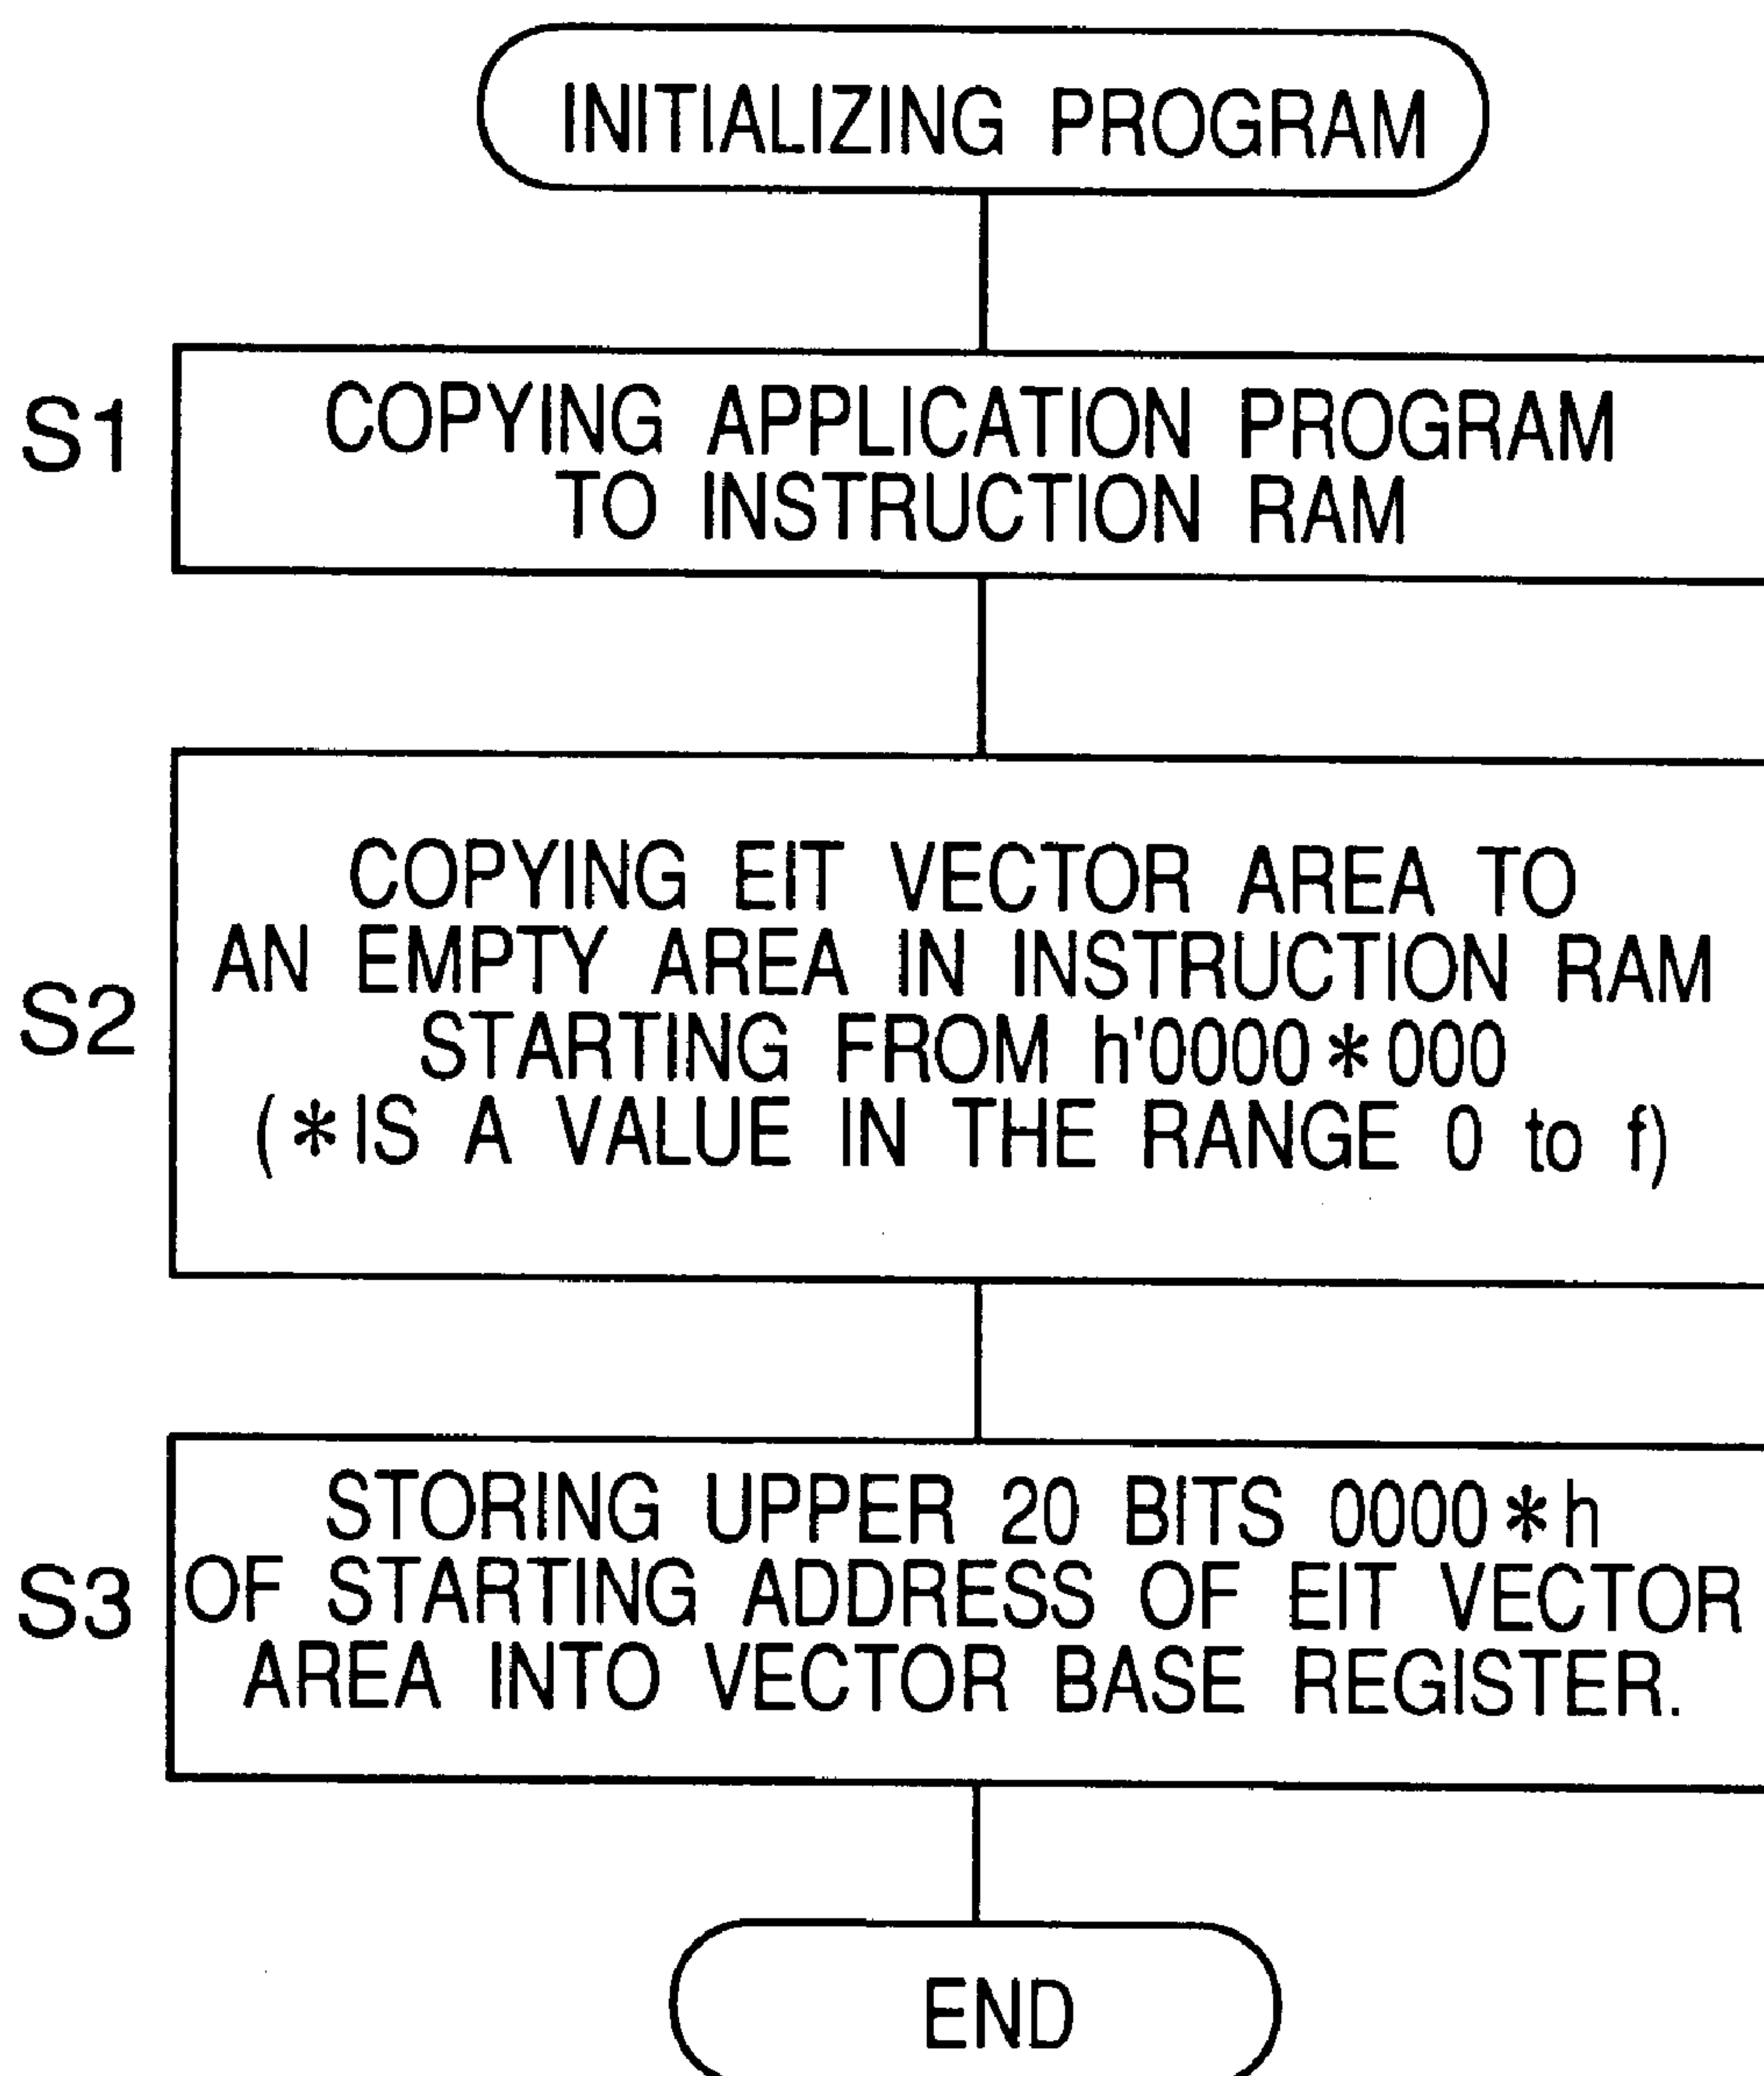 INITIALIZING PROGRAM
S1
COPYING APPLICATION PROGRAM
TO INSTRUCTION RAM
S2
COPYING EIT VECTOR AREA TO
AN EMPTY AREA IN INSTRUCTION RAM
STARTING FROM h'0000*000
(*IS A VALUE IN THE RANGE 0 to f)
S3
STORING UPPER 20 BITS 0000*h
OF STARTING ADDRESS OF EIT VECTOR
AREA INTO VECTOR BASE REGISTER.
END